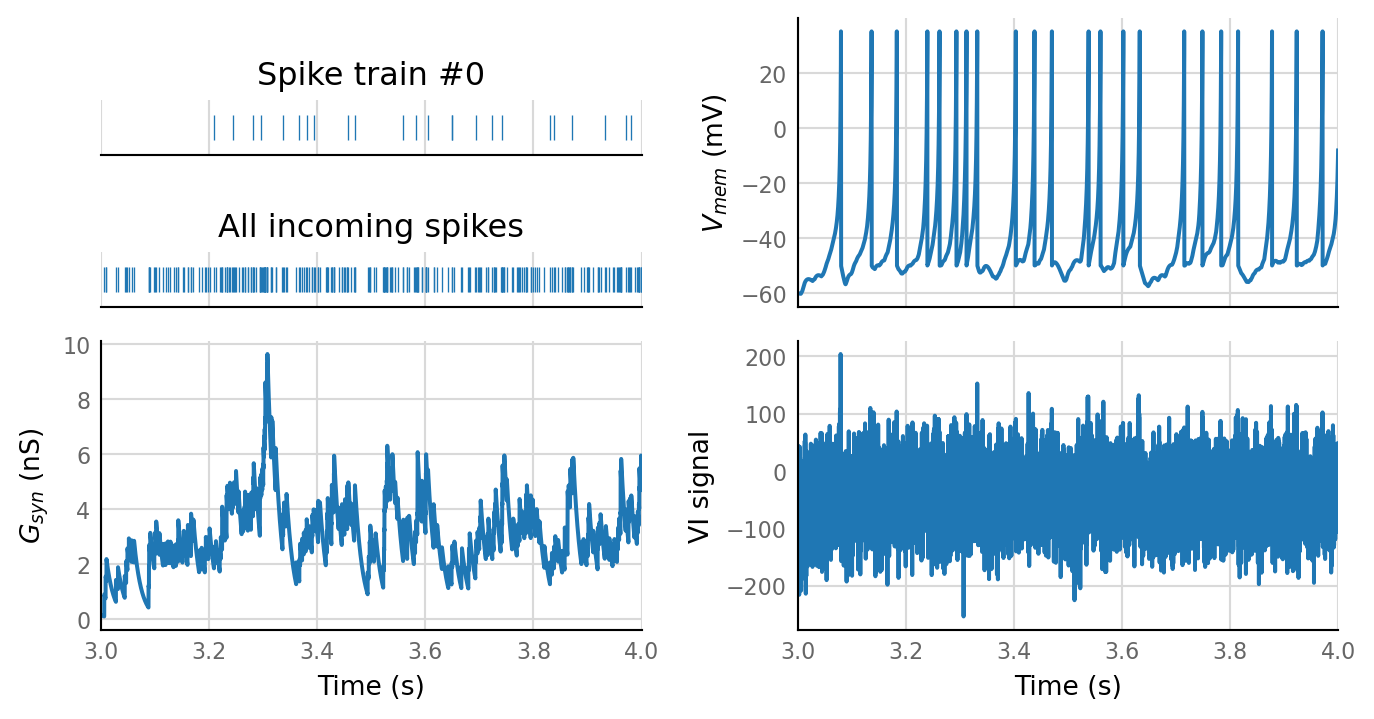 Spike train #0
All incoming spikes
10
8
6
4
2
0
G_syn (nS)
3.0 3.2 3.4 3.6 3.8 4.0
Time (s)
20
0
−20
−40
−60
V_mem (mV)
200
100
0
−100
−200
VI signal
3.0 3.2 3.4 3.6 3.8 4.0
Time (s)